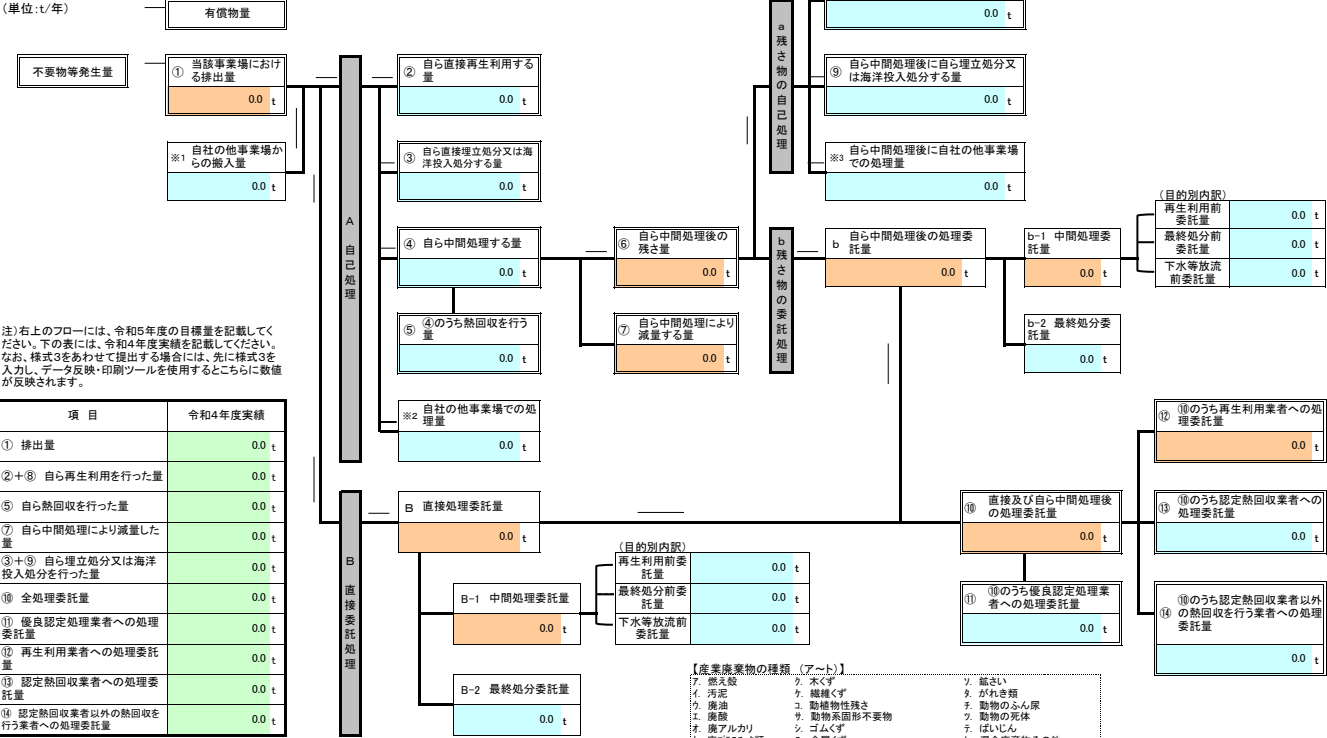 (単位:t/年)
有償物量
不要物等発生量
① 当該事業場におけ
る排出量
0.0 t
※1 自社の他事業場か
らの搬入量
0.0 t
A 自己処理
② 自ら直接再生利用する
量
0.0 t
③ 自ら直接埋立処分又は海
洋投入処分する量
0.0 t
④ 自ら中間処理する量
0.0 t
⑤ ④のうち熱回収を行う
量
0.0 t
※2 自社の他事業場での処
理量
0.0 t
⑥ 自ら中間処理後の
残さ量
0.0 t
⑦ 自ら中間処理により
減量する量
0.0 t
a 残さ物の自己処理
0.0 t
⑨ 自ら中間処理後に自ら埋立処分又
は海洋投入処分する量
0.0 t
※3 自ら中間処理後に自社の他事業場
での処理量
0.0 t
b 残さ物の委託処理
b 自ら中間処理後の処理委
託量
0.0 t
b-1 中間処理委
託量
0.0 t
(目的別内訳)
再生利用前
委託量
0.0 t
最終処分前
委託量
0.0 t
下水等放流
前委託量
0.0 t
b-2 最終処分委
託量
0.0 t
注)右上のフローには、令和5年度の目標量を記載してく
ださい。下の表には、令和4年度実績を記載してください。
なお、様式3をあわせて提出する場合には、先に様式3を
入力し、データ反映・印刷ツールを使用するとこちらに数値
が反映されます。
項 目 令和4年度実績
① 排出量 0.0 t
②+⑧ 自ら再生利用を行った量 0.0 t
⑤ 自ら熱回収を行った量 0.0 t
⑦ 自ら中間処理により減量した
量 0.0 t
③+⑨ 自ら埋立処分又は海洋
投入処分を行った量 0.0 t
⑩ 全処理委託量 0.0 t
⑪ 優良認定処理業者への処理
委託量 0.0 t
⑫ 再生利用業者への処理委託
量 0.0 t
⑬ 認定熱回収業者への処理委
託量 0.0 t
⑭ 認定熱回収業者以外の熱回収を
行う業者への処理委託量 0.0 t
B 直接委託処理
B 直接処理委託量
0.0 t
B-1 中間処理委託量
0.0 t
(目的別内訳)
再生利用前委
託量
0.0 t
最終処分前委
託量
0.0 t
下水等放流前
委託量
0.0 t
B-2 最終処分委託量
0.0 t
⑩ 直接及び自ら中間処理後
の処理委託量
0.0 t
⑪ ⑩のうち優良認定処理業
者への処理委託量
0.0 t
⑫ ⑩のうち再生利用業者への処
理委託量
0.0 t
⑬ ⑩のうち認定熱回収業者への
処理委託量
0.0 t
⑭ ⑩のうち認定熱回収業者以外
の熱回収を行う業者への処理
委託量
0.0 t
【産業廃棄物の種類 (ア~ト)】
ア. 燃え殻 ク. 木くず ソ. 鉱さい
イ. 汚泥 ケ. 繊維くず タ. がれき類
ウ. 廃油 コ. 動植物性残さ チ. 動物のふん尿
エ. 廃酸 サ. 動物系固形不要物 ツ. 動物の死体
オ. 廃アルカリ シ. ゴムくず テ. ばいじん